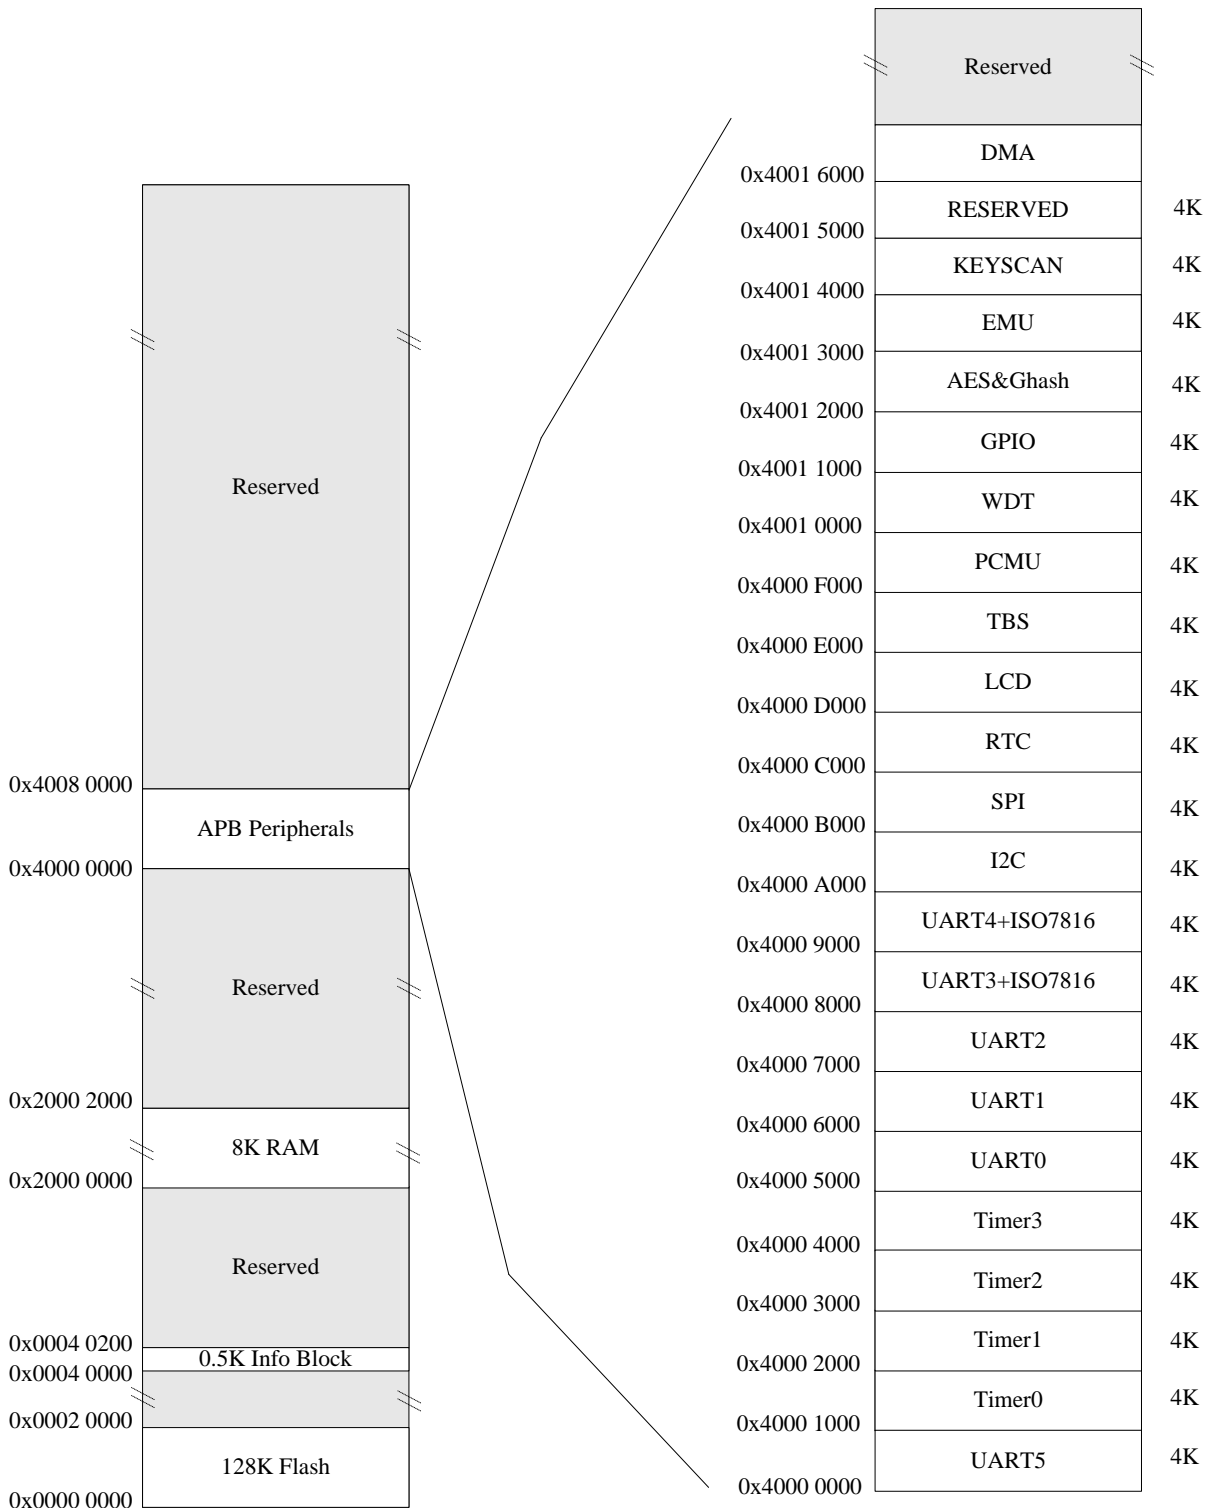 Reserved
0x4008 0000
APB Peripherals
0x4000 0000
Reserved
0x2000 2000
8K RAM
0x2000 0000
Reserved
0x0004 0200
0.5K Info Block
0x0004 0000
0x0002 0000
128K Flash
0x0000 0000
Reserved
DMA
0x4001 6000
RESERVED 4K
0x4001 5000
KEYSCAN 4K
0x4001 4000
EMU 4K
0x4001 3000
AES&Ghash 4K
0x4001 2000
GPIO 4K
0x4001 1000
WDT 4K
0x4001 0000
PCMU 4K
0x4000 F000
TBS 4K
0x4000 E000
LCD 4K
0x4000 D000
RTC 4K
0x4000 C000
SPI 4K
0x4000 B000
I2C 4K
0x4000 A000
UART4+ISO7816 4K
0x4000 9000
UART3+ISO7816 4K
0x4000 8000
UART2 4K
0x4000 7000
UART1 4K
0x4000 6000
UART0 4K
0x4000 5000
Timer3 4K
0x4000 4000
Timer2 4K
0x4000 3000
Timer1 4K
0x4000 2000
Timer0 4K
0x4000 1000
UART5 4K
0x4000 0000